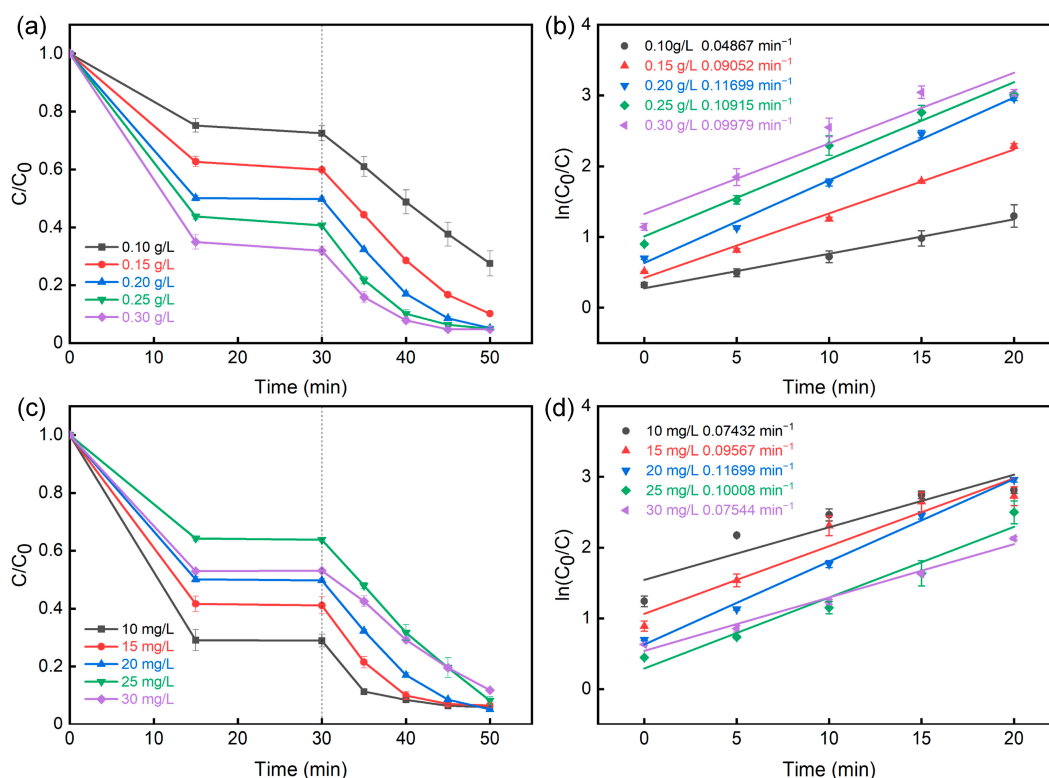 (a)
1.0
0.8
0.6
0.4
0.2
0
C/C₀
0.10 g/L
0.15 g/L
0.20 g/L
0.25 g/L
0.30 g/L
0 10 20 30 40 50
Time (min)
(b)
4
3
2
1
0
ln(C₀/C)
0.10g/L 0.04867 min⁻¹
0.15 g/L 0.09052 min⁻¹
0.20 g/L 0.11699 min⁻¹
0.25 g/L 0.10915 min⁻¹
0.30 g/L 0.09979 min⁻¹
0 5 10 15 20
Time (min)
(c)
1.0
0.8
0.6
0.4
0.2
0
C/C₀
10 mg/L
15 mg/L
20 mg/L
25 mg/L
30 mg/L
0 10 20 30 40 50
Time (min)
(d)
4
3
2
1
0
ln(C₀/C)
10 mg/L 0.07432 min⁻¹
15 mg/L 0.09567 min⁻¹
20 mg/L 0.11699 min⁻¹
25 mg/L 0.10008 min⁻¹
30 mg/L 0.07544 min⁻¹
0 5 10 15 20
Time (min)